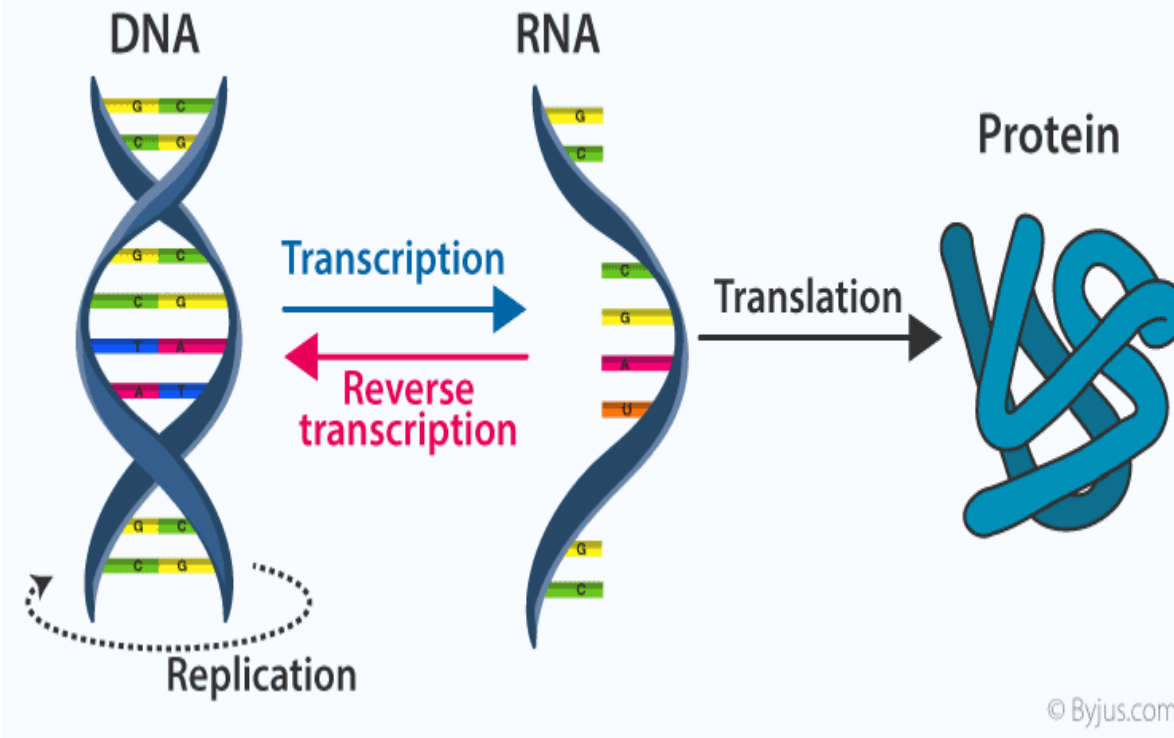 DNA
RNA
Protein
G C
C G
G C
C G
T A
A T
G C
C G
Transcription
Reverse
transcription
G
C
C
G
A
U
G
C
Translation
Replication
© Byjus.com